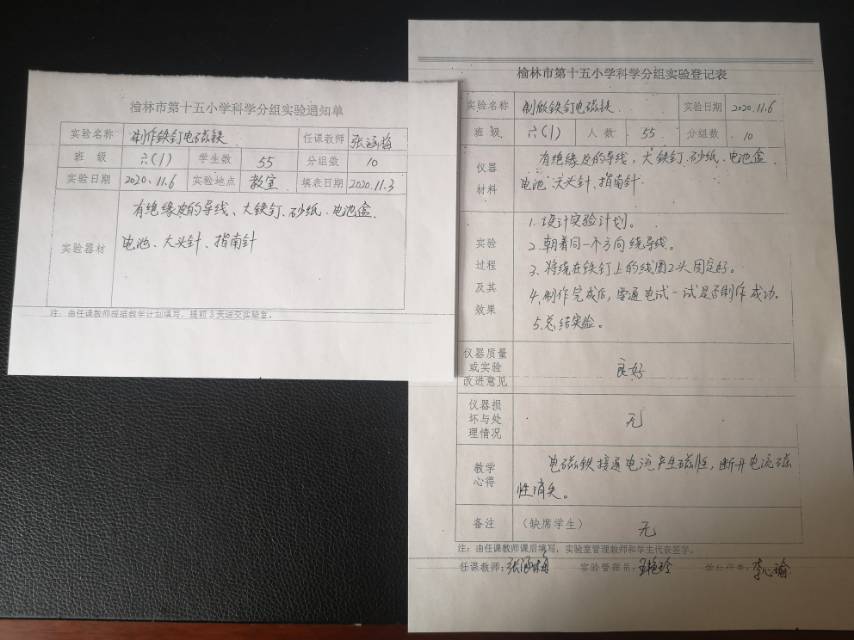 榆林市第十五小学科学分组实验通知单
实验名称 制作铁钉电磁铁 任课教师
班 级 六(1) 学生数 55 分组数 10
实验日期 2020.11.6 实验地点 教室 填表日期 2020.11.3
实验器材 有绝缘皮的导线、大铁钉、砂纸、电池盒、
电池、大头针、指南针
注：由任课教师根据教学计划填写，提前3天送交实验室。
榆林市第十五小学科学分组实验登记表
实验名称 制做铁钉电磁铁 实验日期 2020.11.6
班 级 六(1) 人 数 55 分组数 10
仪器 有绝缘皮的导线，大铁钉、砂纸、电池盒
材料 电池、大头针、指南针
实验 1. 设计实验计划。
过程 2. 朝着同一个方向绕导线。
及其 3. 将绕在铁钉上的线圈2头固定好。
效果 4. 制作完成后，要通电试一试是否制作成功。
5. 总结实验。
仪器质量
或实验 良好
改进意见
仪器损
坏与处 无
理情况
教学 电磁铁接通电流产生磁性，断开电流磁
心得 性消失。
备注 （缺席学生） 无
注：由任课教师课后填写，实验室管理教师和学生代表签字。
任课教师： 实验管理员： 学生代表：李心瑜